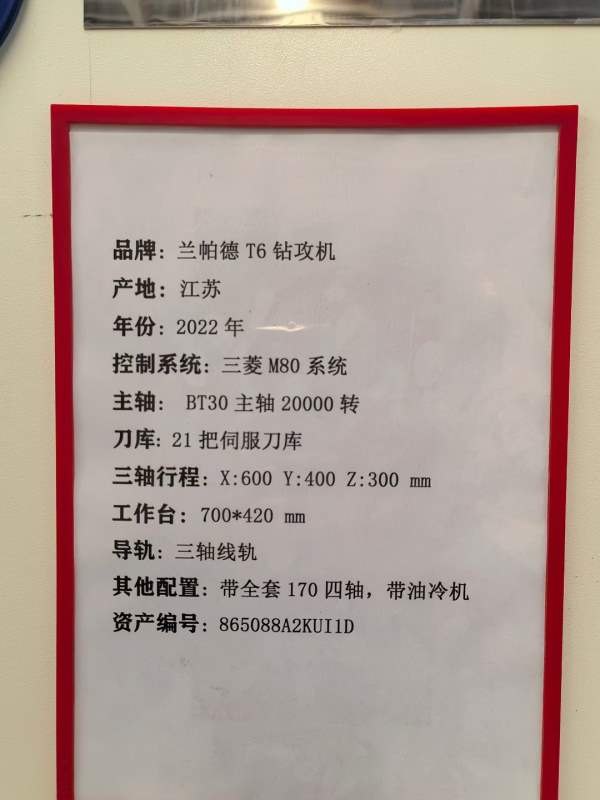 品牌：兰帕德 T6 钻攻机
产地：江苏
年份：2022 年
控制系统：三菱 M80 系统
主轴： BT30 主轴 20000 转
刀库：21 把伺服刀库
三轴行程：X:600 Y:400 Z:300 mm
工作台：700*420 mm
导轨：三轴线轨
其他配置：带全套 170 四轴，带油冷机
资产编号：865088A2KUI1D